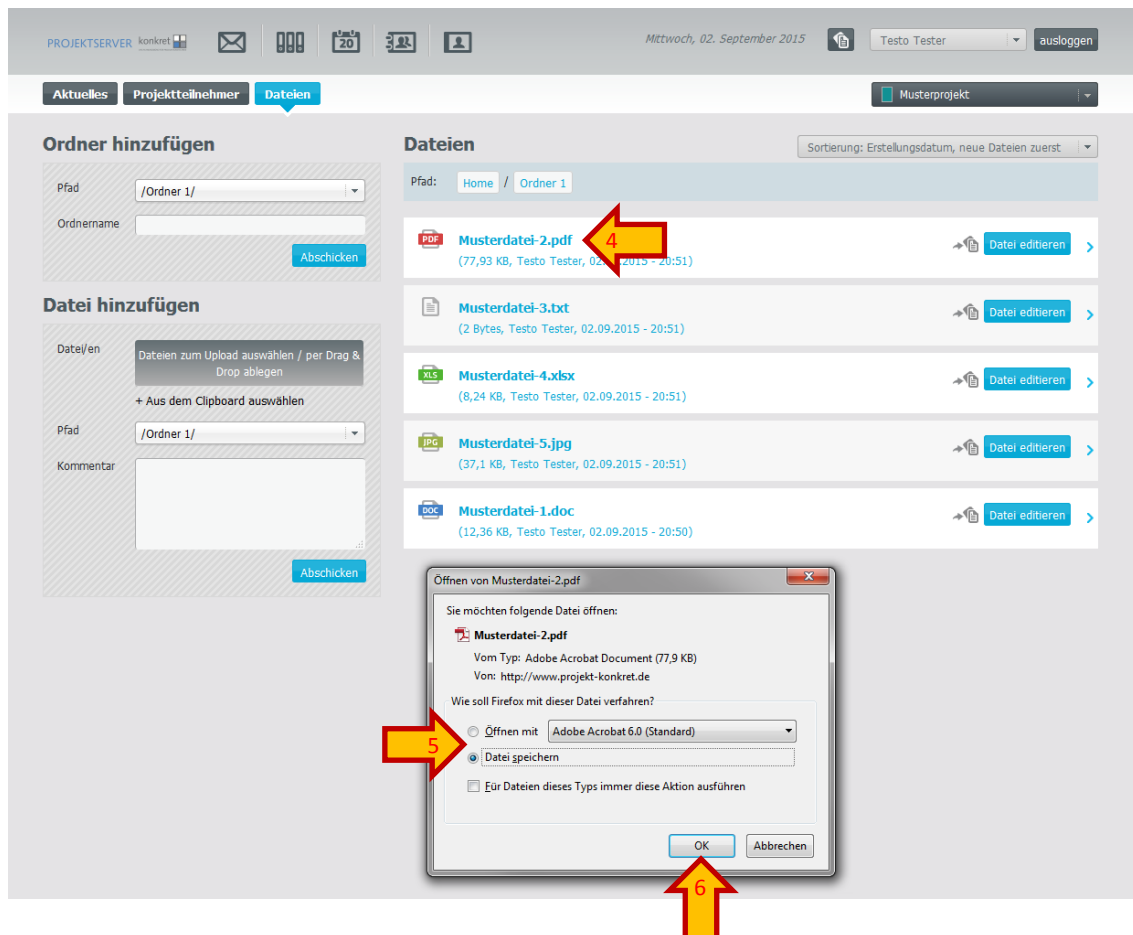 PROJEKTSERVER konkret
20
Mittwoch, 02. September 2015
Testo Tester
ausloggen
Aktuelles
Projektteilnehmer
Dateien
Musterprojekt
Ordner hinzufügen
Pfad
/Ordner 1/
Ordnername
Abschicken
Datei hinzufügen
Datei/en
Dateien zum Upload auswählen / per Drag &
Drop ablegen
+ Aus dem Clipboard auswählen
Pfad
/Ordner 1/
Kommentar
Abschicken
Dateien
Sortierung: Erstellungsdatum, neue Dateien zuerst
Pfad:
Home / Ordner 1
PDF
Musterdatei-2.pdf
4
(77,93 KB, Testo Tester, 02. 2015 - 20:51)
Datei editieren
Musterdatei-3.txt
(2 Bytes, Testo Tester, 02.09.2015 - 20:51)
Datei editieren
XLS
Musterdatei-4.xlsx
(8,24 KB, Testo Tester, 02.09.2015 - 20:51)
Datei editieren
JPG
Musterdatei-5.jpg
(37,1 KB, Testo Tester, 02.09.2015 - 20:51)
Datei editieren
DOC
Musterdatei-1.doc
(12,36 KB, Testo Tester, 02.09.2015 - 20:50)
Datei editieren
Öffnen von Musterdatei-2.pdf
Sie möchten folgende Datei öffnen:
Musterdatei-2.pdf
Vom Typ: Adobe Acrobat Document (77,9 KB)
Von: http://www.projekt-konkret.de
Wie soll Firefox mit dieser Datei verfahren?
5
Öffnen mit
Adobe Acrobat 6.0 (Standard)
Datei speichern
Für Dateien dieses Typs immer diese Aktion ausführen
OK
Abbrechen
6